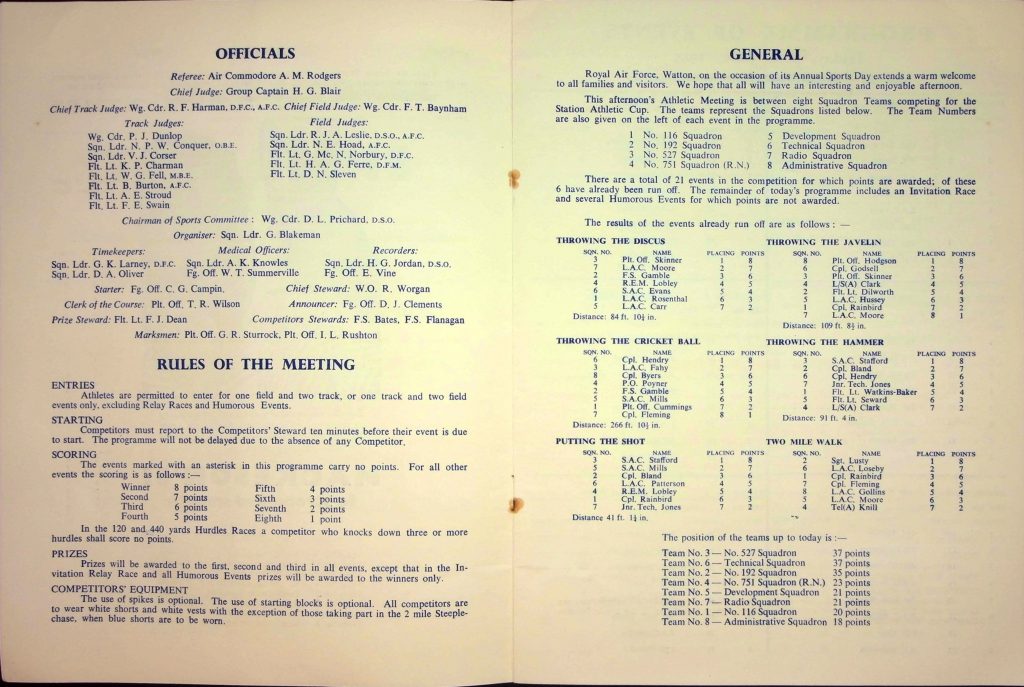 OFFICIALS
Referee: Air Commodore A. M. Rodgers
Chief Judge: Group Captain H. G. Blair
Chief Track Judge: Wg. Cdr. R. F. Harman, D.F.C., A.F.C. Chief Field Judge: Wg. Cdr. F. T. Baynham
Track Judges:
Wg. Cdr. P. J. Dunlop
Sqn. Ldr. N. P. W. Conquer, O.B.E.
Sqn. Ldr. V. J. Corser
Flt. Lt. K. P. Charman
Flt. Lt. W. G. Fell, M.B.E.
Flt. Lt. B. Burton, A.F.C.
Flt. Lt. A. E. Stroud
Flt. Lt. F. E. Swain
Field Judges:
Sqn. Ldr. R. J. A. Leslie, D.S.O., A.F.C.
Sqn. Ldr. N. E. Hoad, A.F.C.
Flt. Lt. G. Mc. N. Norbury, D.F.C.
Flt. Lt. H. A. G. Ferre, D.F.M.
Flt. Lt. D. N. Sleven
Chairman of Sports Committee : Wg. Cdr. D. L. Prichard, D.S.O.
Organiser: Sqn. Ldr. G. Blakeman
Timekeepers:
Sqn. Ldr. G. K. Larney, D.F.C.
Sqn. Ldr. D. A. Oliver
Medical Officers:
Sqn. Ldr. A. K. Knowles
Fg. Off. W. T. Summerville
Recorders:
Sqn. Ldr. H. G. Jordan, D.S.O.
Fg. Off. E. Vine
Starter: Fg. Off. C. G. Campin, Chief Steward: W.O. R. Worgan
Clerk of the Course: Plt. Off. T. R. Wilson Announcer: Fg. Off. D. J. Clements
Prize Steward: Flt. Lt. F. J. Dean Competitors Stewards: F.S. Bates, F.S. Flanagan
Marksmen: Plt. Off. G. R. Sturrock, Plt. Off. I. L. Rushton
RULES OF THE MEETING
ENTRIES
Athletes are permitted to enter for one field and two track, or one track and two field
events only, excluding Relay Races and Humorous Events.
STARTING
Competitors must report to the Competitors' Steward ten minutes before their event is due
to start. The programme will not be delayed due to the absence of any Competitor.
SCORING
The events marked with an asterisk in this programme carry no points. For all other
events the scoring is as follows :—
Winner 8 points Fifth 4 points
Second 7 points Sixth 3 points
Third 6 points Seventh 2 points
Fourth 5 points Eighth 1 point
In the 120 and 440 yards Hurdles Races a competitor who knocks down three or more
hurdles shall score no points.
PRIZES
Prizes will be awarded to the first, second and third in all events, except that in the In-
vitation Relay Race and all Humorous Events prizes will be awarded to the winners only.
COMPETITORS' EQUIPMENT
The use of spikes is optional. The use of starting blocks is optional. All competitors are
to wear white shorts and white vests with the exception of those taking part in the 2 mile Steeple-
chase, when blue shorts are to be worn.
GENERAL
Royal Air Force, Watton, on the occasion of its Annual Sports Day extends a warm welcome
to all families and visitors. We hope that all will have an interesting and enjoyable afternoon.
This afternoon's Athletic Meeting is between eight Squadron Teams competing for the
Station Athletic Cup. The teams represent the Squadrons listed below. The Team Numbers
are also given on the left of each event in the programme.
1 No. 116 Squadron 5 Development Squadron
2 No. 192 Squadron 6 Technical Squadron
3 No. 527 Squadron 7 Radio Squadron
4 No. 751 Squadron (R.N.) 8 Administrative Squadron
There are a total of 21 events in the competition for which points are awarded; of these
6 have already been run off. The remainder of today's programme includes an Invitation Race
and several Humorous Events for which points are not awarded.
The results of the events already run off are as follows : —
THROWING THE DISCUS
SQN. NO. NAME PLACING POINTS
3 Plt. Off. Skinner 1 8
7 L.A.C. Moore 2 7
2 F.S. Gamble 3 6
4 R.E.M. Lobley 4 5
6 S.A.C. Evans 5 4
1 L.A.C. Rosenthal 6 3
5 L.A.C. Carr 7 2
Distance: 84 ft. 10½ in.
THROWING THE JAVELIN
SQN. NO. NAME PLACING POINTS
8 Plt. Off. Hodgson 1 8
6 Cpl. Godsell 2 7
3 Plt. Off. Skinner 3 6
4 L/S(A) Clark 4 5
2 Flt. Lt. Dilworth 5 4
5 L.A.C. Hussey 6 3
1 Cpl. Rainbird 7 2
7 L.A.C. Moore 8 1
Distance: 109 ft. 8½ in.
THROWING THE CRICKET BALL
SQN. NO. NAME PLACING POINTS
6 Cpl. Hendry 1 8
3 L.A.C. Fahy 2 7
8 Cpl. Byers 3 6
4 P.O. Poyner 4 5
2 F.S. Gamble 5 4
5 S.A.C. Mills 6 3
1 Plt. Off. Cummings 7 2
7 Cpl. Fleming 8 1
Distance: 266 ft. 10½ in.
THROWING THE HAMMER
SQN. NO. NAME PLACING POINTS
3 S.A.C. Stafford 1 8
2 Cpl. Bland 2 7
6 Cpl. Hendry 3 6
7 Jnr. Tech. Jones 4 5
1 Flt. Lt. Watkins-Baker 5 4
5 Flt. Lt. Seward 6 3
4 L/S(A) Clark 7 2
Distance: 91 ft. 4 in.
PUTTING THE SHOT
SQN. NO. NAME PLACING POINTS
3 S.A.C. Stafford 1 8
5 S.A.C. Mills 2 7
2 Cpl. Bland 3 6
6 L.A.C. Patterson 4 5
4 R.E.M. Lobley 5 4
1 Cpl. Rainbird 6 3
7 Jnr. Tech. Jones 7 2
Distance 41 ft. 1½ in.
TWO MILE WALK
SQN. NO. NAME PLACING POINTS
2 Sgt. Lusty 1 8
6 L.A.C. Loseby 2 7
1 Cpl. Rainbird 3 6
7 Cpl. Fleming 4 5
8 L.A.C. Gollins 5 4
5 L.A.C. Moore 6 3
4 Tel(A) Knill 7 2
The position of the teams up to today is :—
Team No. 3 — No. 527 Squadron 37 points
Team No. 6 — Technical Squadron 37 points
Team No. 2 — No. 192 Squadron 35 points
Team No. 4 — No. 751 Squadron (R.N.) 23 points
Team No. 5 — Development Squadron 21 points
Team No. 7 — Radio Squadron 21 points
Team No. 1 — No. 116 Squadron 20 points
Team No. 8 — Administrative Squadron 18 points